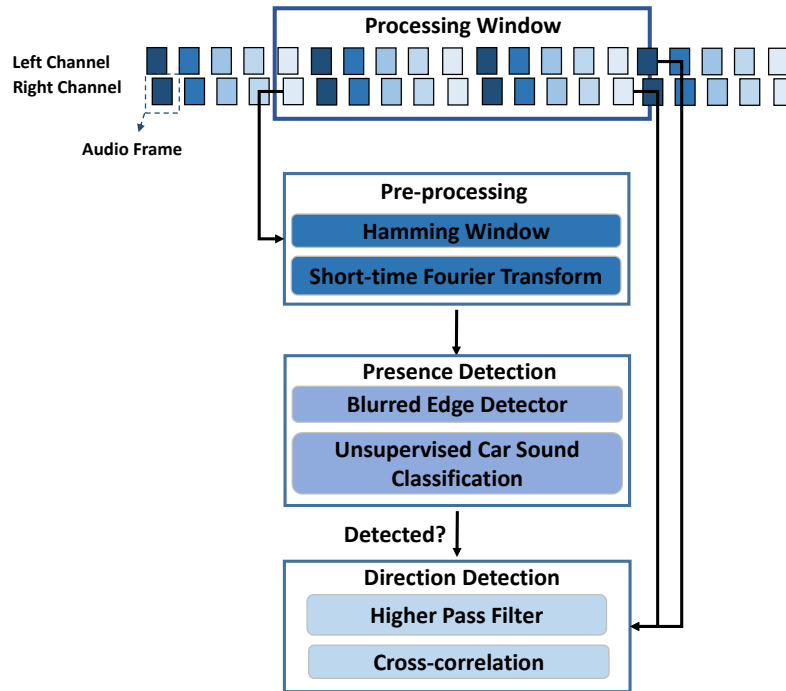 Processing Window
Left Channel
Right Channel
Audio Frame
Pre-processing
Hamming Window
Short-time Fourier Transform
Presence Detection
Blurred Edge Detector
Unsupervised Car Sound
Classification
Detected?
Direction Detection
Higher Pass Filter
Cross-correlation